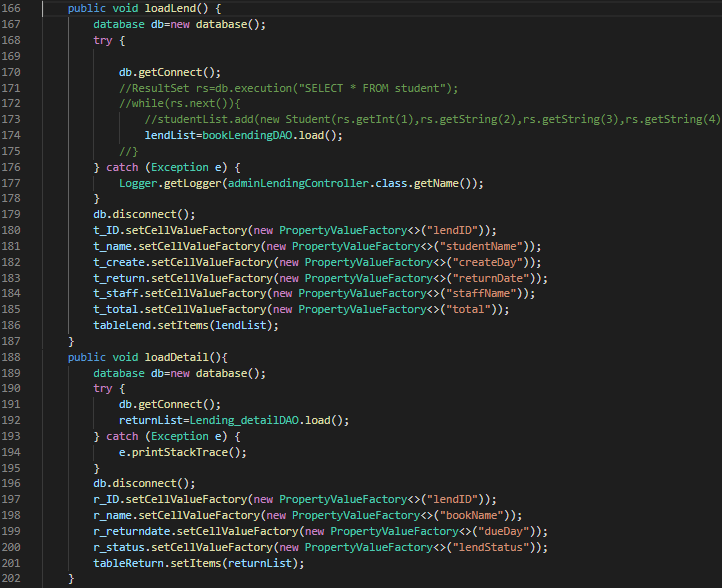 166 public void loadLend() {
167 database db=new database();
168 try {
169
170 db.getConnect();
171 //ResultSet rs=db.execution("SELECT * FROM student");
172 //while(rs.next()){
173 //studentList.add(new Student(rs.getInt(1),rs.getString(2),rs.getString(3),rs.getString(4)
174 lendList=bookLendingDAO.load();
175 //}
176 } catch (Exception e) {
177 Logger.getLogger(adminLendingController.class.getName());
178 }
179 db.disconnect();
180 t_ID.setCellValueFactory(new PropertyValueFactory<>("lendID"));
181 t_name.setCellValueFactory(new PropertyValueFactory<>("studentName"));
182 t_create.setCellValueFactory(new PropertyValueFactory<>("createDay"));
183 t_return.setCellValueFactory(new PropertyValueFactory<>("returnDate"));
184 t_staff.setCellValueFactory(new PropertyValueFactory<>("staffName"));
185 t_total.setCellValueFactory(new PropertyValueFactory<>("total"));
186 tableLend.setItems(lendList);
187 }
188 public void loadDetail(){
189 database db=new database();
190 try {
191 db.getConnect();
192 returnList=Lending_detailDAO.load();
193 } catch (Exception e) {
194 e.printStackTrace();
195 }
196 db.disconnect();
197 r_ID.setCellValueFactory(new PropertyValueFactory<>("lendID"));
198 r_name.setCellValueFactory(new PropertyValueFactory<>("bookName"));
199 r_returndate.setCellValueFactory(new PropertyValueFactory<>("dueDay"));
200 r_status.setCellValueFactory(new PropertyValueFactory<>("lendStatus"));
201 tableReturn.setItems(returnList);
202 }